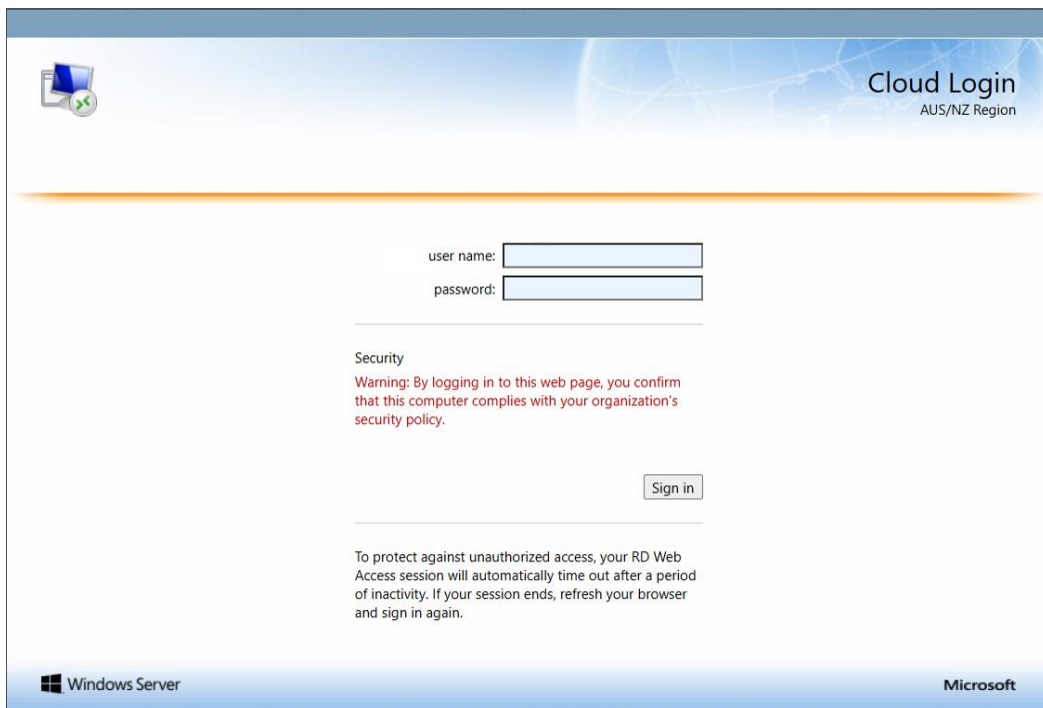 Cloud Login
AUS/NZ Region
user name:
password:
Security
Warning: By logging in to this web page, you confirm
that this computer complies with your organization's
security policy.
Sign in
To protect against unauthorized access, your RD Web
Access session will automatically time out after a period
of inactivity. If your session ends, refresh your browser
and sign in again.
Windows Server
Microsoft